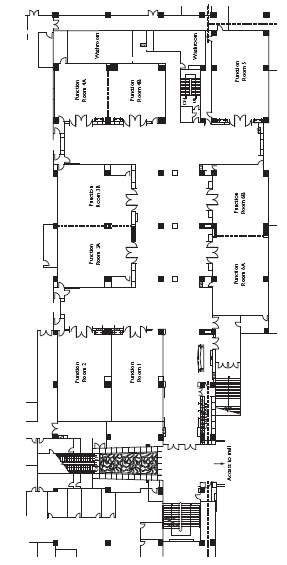 Washroom
Washroom
Function
Room 4A
Function
Room 4B
Function
Room 5
Function
Room 3B
Function
Room 3A
Function
Room 6B
Function
Room 6A
Function
Room 2
Function
Room 1
Access to mall